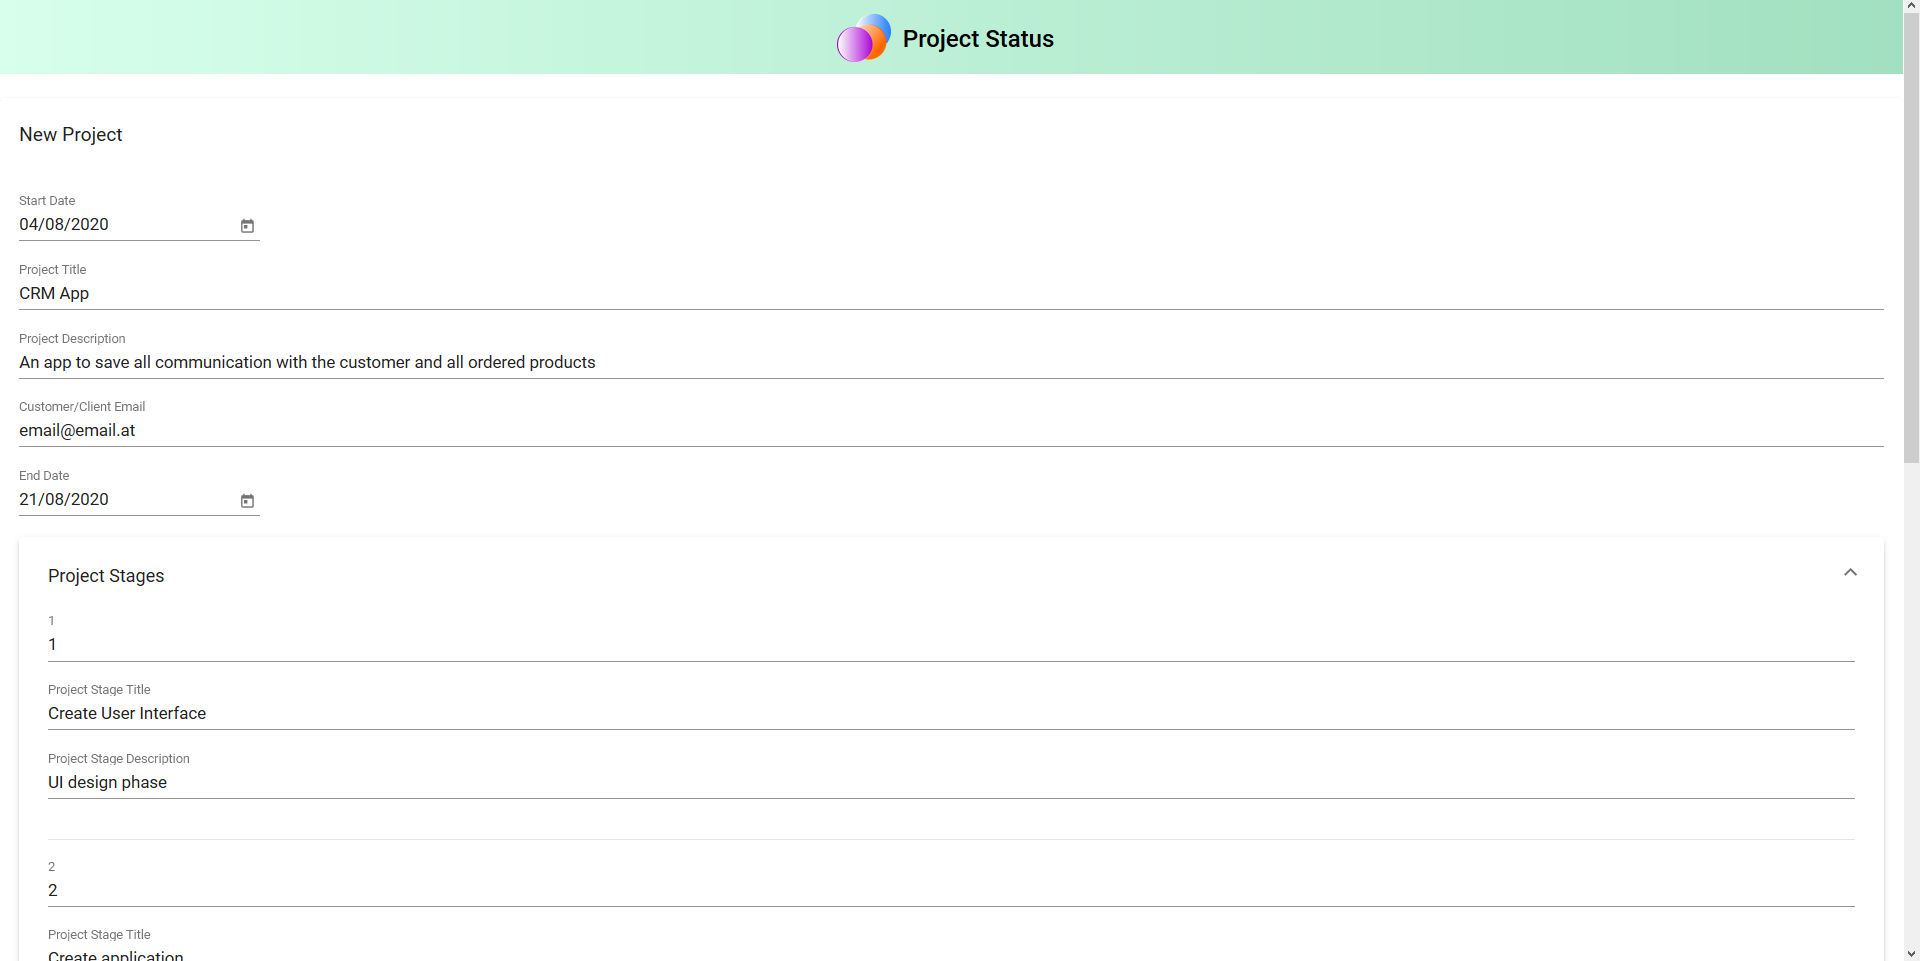 Project Status
New Project
Start Date
04/08/2020
Project Title
CRM App
Project Description
An app to save all communication with the customer and all ordered products
Customer/Client Email
email@email.at
End Date
21/08/2020
Project Stages
1
1
Project Stage Title
Create User Interface
Project Stage Description
UI design phase
2
2
Project Stage Title
Create application